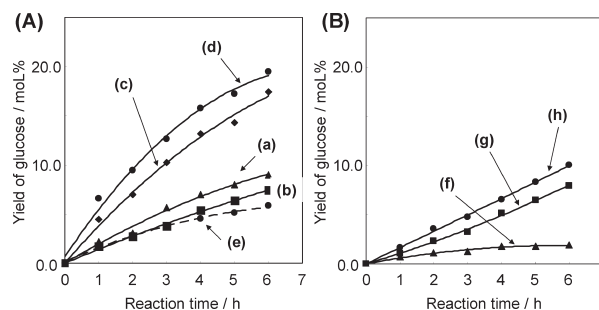 (A)
Yield of glucose / moL%
20.0
10.0
0.0
(d)
(c)
(a)
(b)
(e)
0 1 2 3 4 5 6 7
Reaction time / h
(B)
Yield of glucose / moL%
20.0
10.0
0.0
(h)
(g)
(f)
0 1 2 3 4 5 6
Reaction time / h